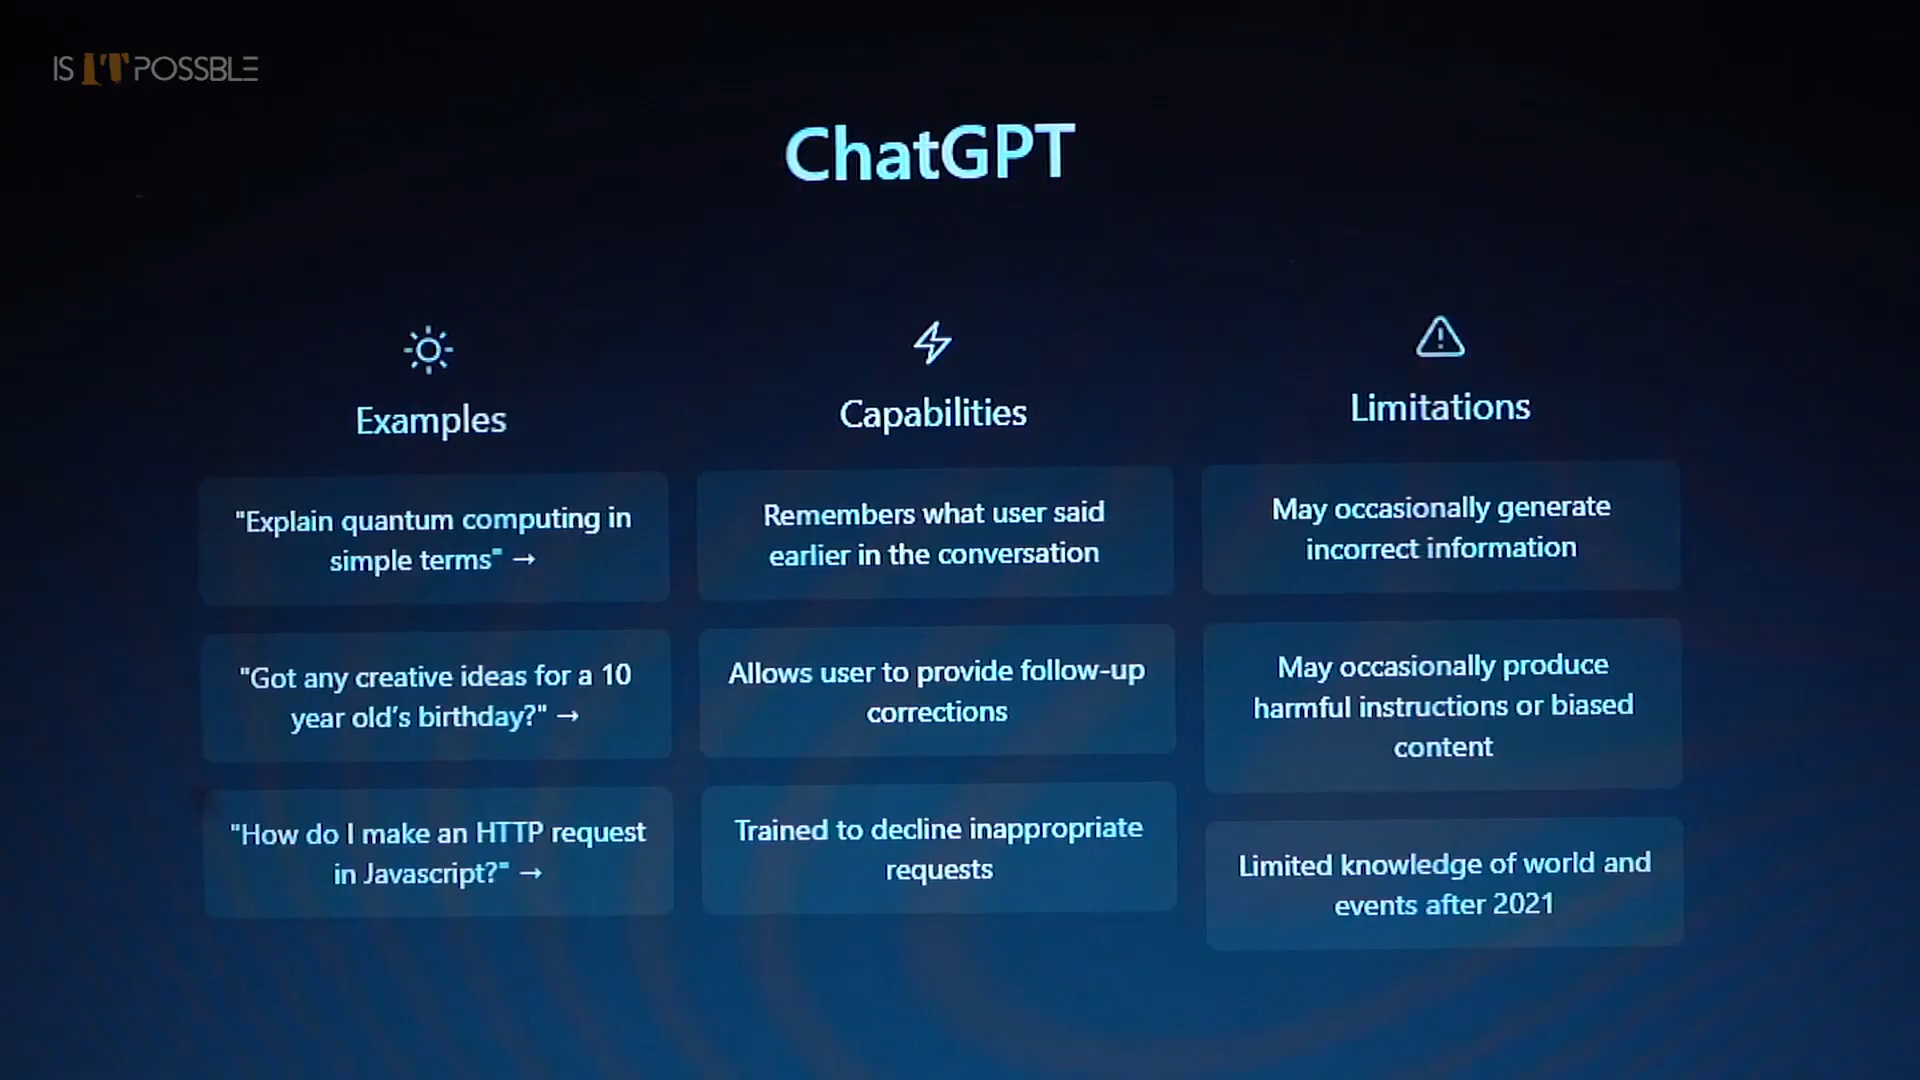 IS IT POSSBLE
ChatGPT
Examples
"Explain quantum computing in
simple terms" →
"Got any creative ideas for a 10
year old's birthday?" →
"How do I make an HTTP request
in Javascript?" →
Capabilities
Remembers what user said
earlier in the conversation
Allows user to provide follow-up
corrections
Trained to decline inappropriate
requests
Limitations
May occasionally generate
incorrect information
May occasionally produce
harmful instructions or biased
content
Limited knowledge of world and
events after 2021